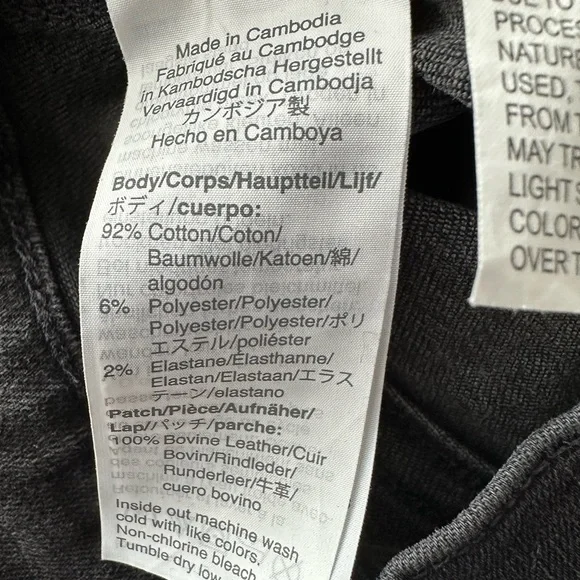 Made in Cambodia
Fabriqué au Cambodge
in Kambodscha Hergestellt
Vervaardigd in Cambodja
カンボジア製
Hecho en Camboya
Body/Corps/Haupttell/Lijf/
ボディ/cuerpo:
92% Cotton/Coton/
Baumwolle/Katoen/綿/
algodón
6% Polyester/Polyester/
Polyester/Polyester/ポリ
エステル/poliéster
2% Elastane/Élasthanne/
Elastan/Elastaan/エラス
テーン/elastano
Patch/Pièce/Aufnäher/
Lap/パッチ/parche:
100% Bovine Leather/Cuir
Bovin/Rindleder/
Runderleer/牛革/
cuero bovino
Inside out machine wash
cold with like colors.
Non-chlorine bleach
Tumble dry low
DUE TO
PROCES
NATURE
USED,
FROM T
MAY TR
LIGHT
COLOR
OVER T